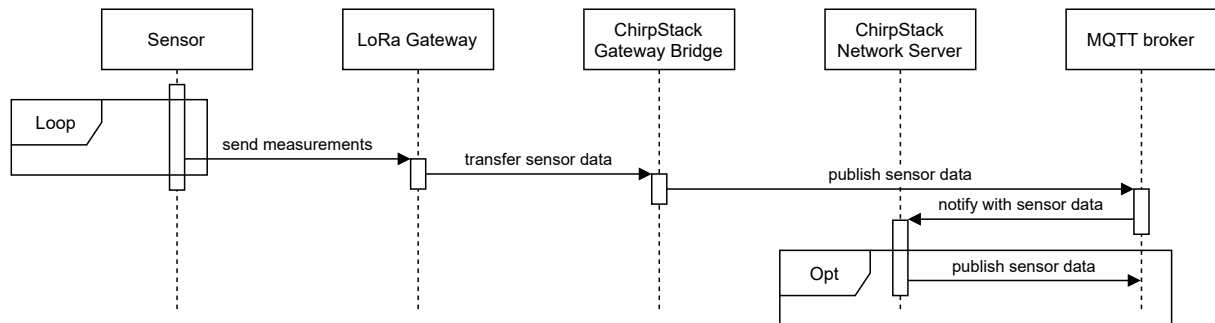 Sensor
LoRa Gateway
ChirpStack
Gateway Bridge
ChirpStack
Network Server
MQTT broker
Loop
send measurements
transfer sensor data
publish sensor data
notify with sensor data
Opt
publish sensor data